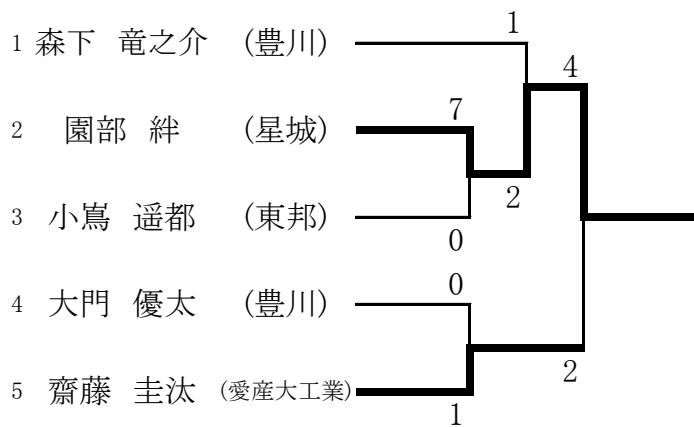 1
1 森下 竜之介 (豊川)
4
7
2 園部 絆 (星城)
2
3 小嶌 遥都 (東邦)
0
0
4 大門 優太 (豊川)
2
5 齋藤 圭汰 (愛産大工業)
1